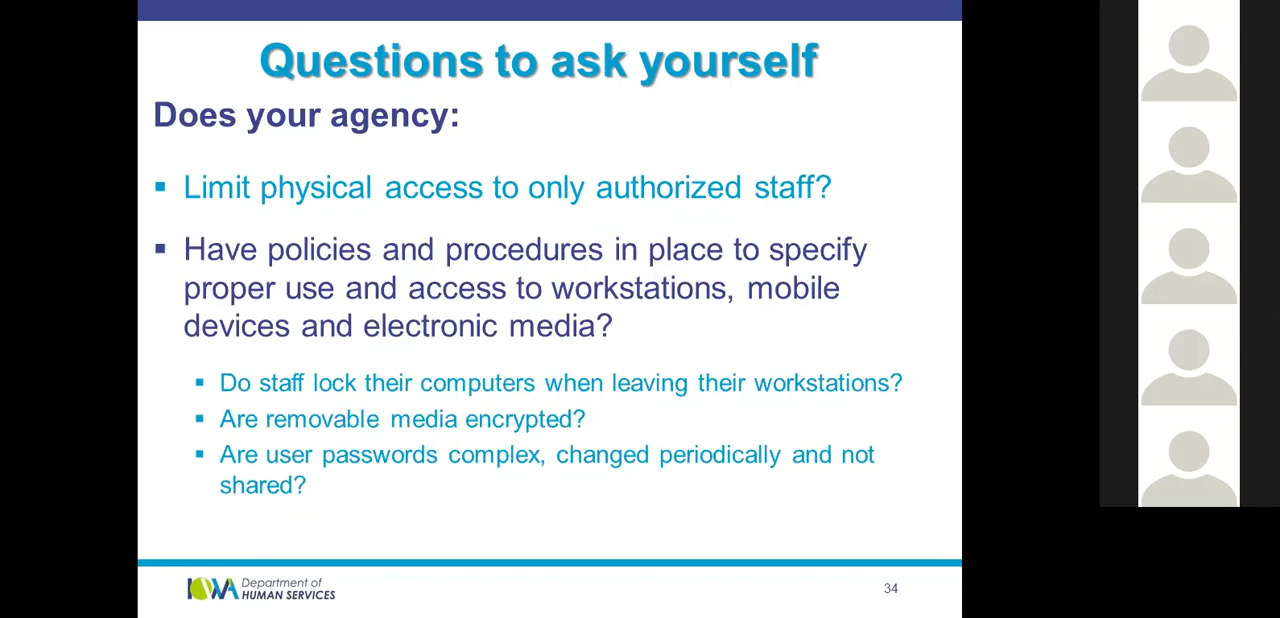 Questions to ask yourself
Does your agency:
▪ Limit physical access to only authorized staff?
▪ Have policies and procedures in place to specify
proper use and access to workstations, mobile
devices and electronic media?
▪ Do staff lock their computers when leaving their workstations?
▪ Are removable media encrypted?
▪ Are user passwords complex, changed periodically and not
shared?
IOWA Department of
HUMAN SERVICES
34